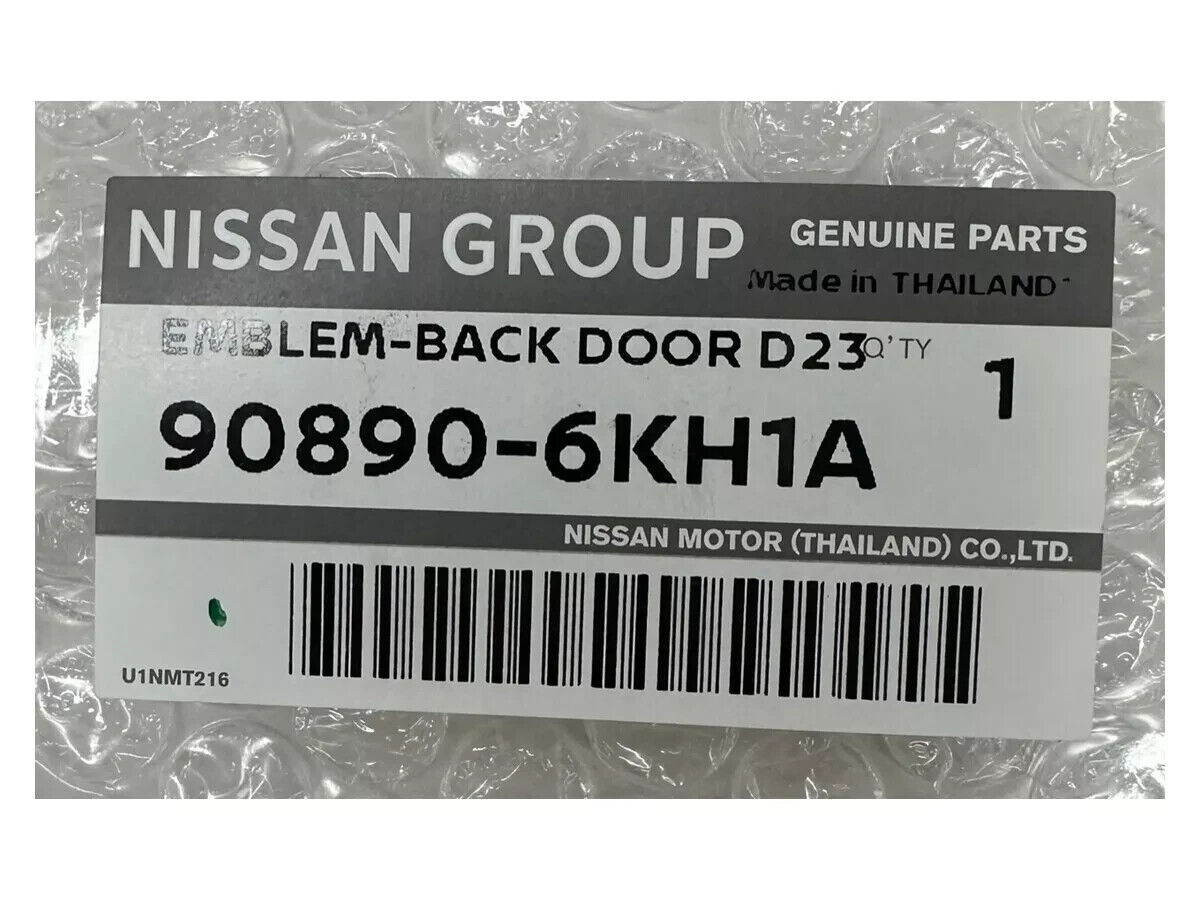 NISSAN GROUP GENUINE PARTS
Made in THAILAND
EMBLEM-BACK DOOR D23 Q'TY 1
90890-6KH1A
NISSAN MOTOR (THAILAND) CO.,LTD.
U1NMT216